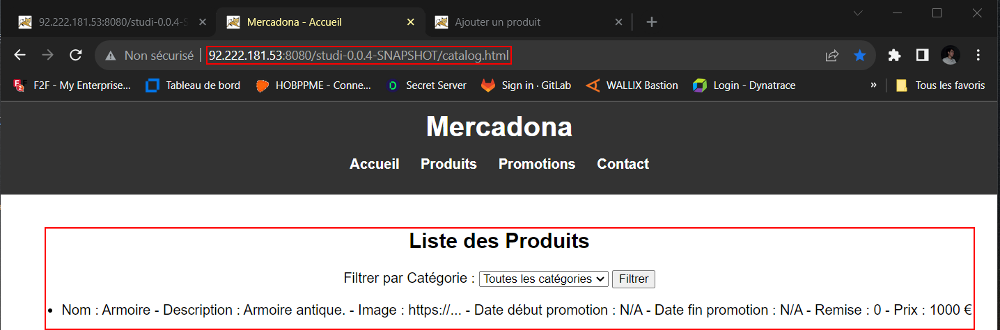 92.222.181.53:8080/studi-0.0.4-S
Mercadona - Accueil
Ajouter un produit
Non sécurisé
92.222.181.53:8080/studi-0.0.4-SNAPSHOT/catalog.html
F2F - My Enterprise...
Tableau de bord
HOBPPME - Conne...
Secret Server
Sign in · GitLab
WALLIX Bastion
Login - Dynatrace
»
Tous les favoris
Mercadona
Accueil Produits Promotions Contact
Liste des Produits
Filtrer par Catégorie : Toutes les catégories Filtrer
• Nom : Armoire - Description : Armoire antique. - Image : https://... - Date début promotion : N/A - Date fin promotion : N/A - Remise : 0 - Prix : 1000 €